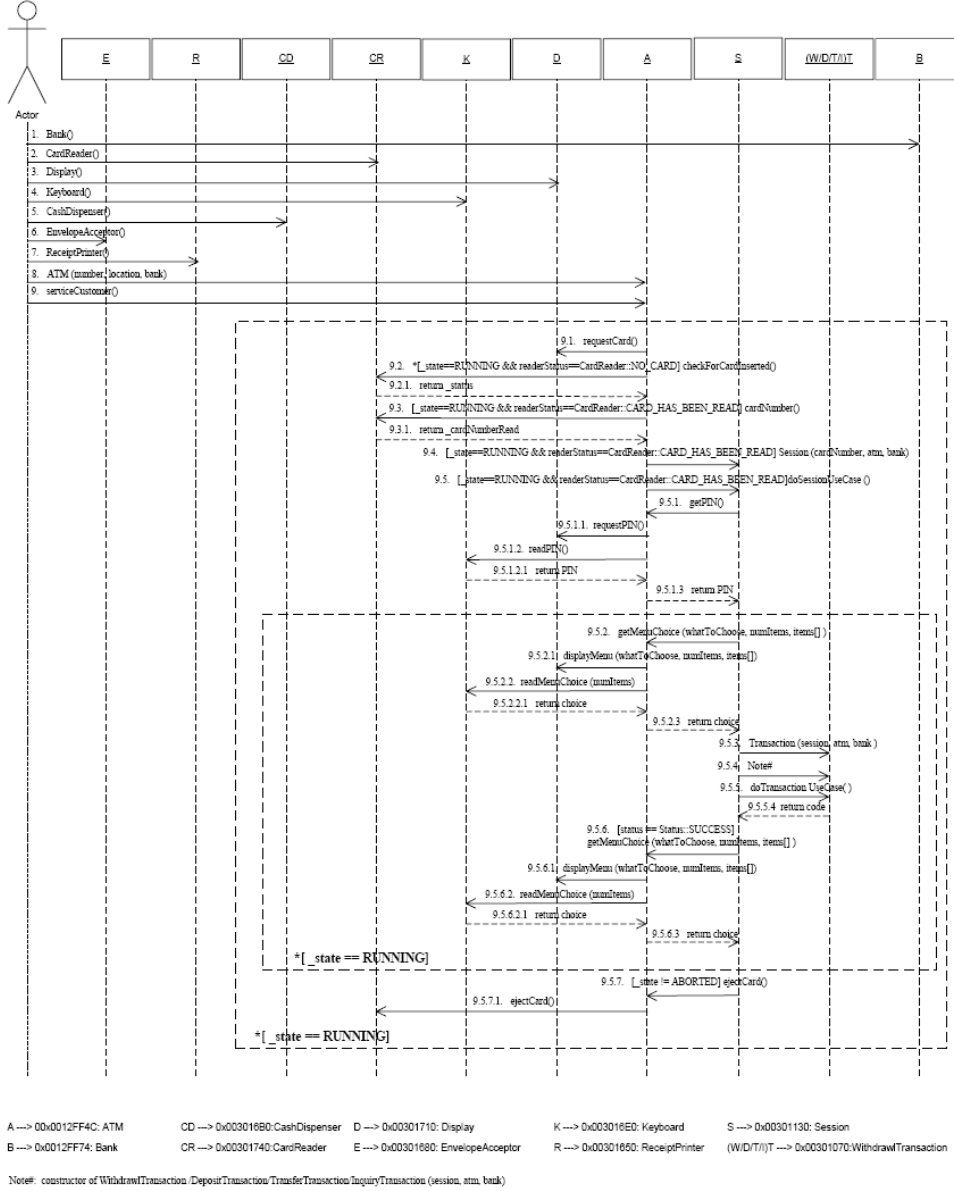 E R CD CR K D A S (W/D/T/I)T B
Actor
1. Bank()
2. CardReader()
3. Display()
4. Keyboard()
5. CashDispenser()
6. EnvelopeAcceptor()
7. ReceiptPrinter()
8. ATM (number, location, bank)
9. serviceCustomer()
9.1. requestCard()
9.2. *[_state==RUNNING && readerStatus==CardReader::NO_CARD] checkForCardInserted()
9.2.1. return _status
9.3. [_state==RUNNING && readerStatus==CardReader::CARD_HAS_BEEN_READ] cardNumber()
9.3.1. return _cardNumberRead
9.4. [_state==RUNNING && readerStatus==CardReader::CARD_HAS_BEEN_READ] Session (cardNumber, atm, bank)
9.5. [_state==RUNNING && readerStatus==CardReader::CARD_HAS_BEEN_READ]doSessionUseCase ()
9.5.1. getPIN()
9.5.1.1. requestPIN()
9.5.1.2. readPIN()
9.5.1.2.1 return PIN
9.5.1.3 return PIN
9.5.2. getMenuChoice (whatToChoose, numItems, items[] )
9.5.2.1. displayMenu (whatToChoose, numItems, items[])
9.5.2.2. readMenuChoice (numItems)
9.5.2.2.1 return choice
9.5.2.3 return choice
9.5.3. Transaction (session, atm, bank )
9.5.4. Note#
9.5.5. doTransaction UseCase( )
9.5.5.4 return code
9.5.6. [status == Status::SUCCESS]
getMenuChoice (whatToChoose, numItems, items[] )
9.5.6.1. displayMenu (whatToChoose, numItems, items[])
9.5.6.2. readMenuChoice (numItems)
9.5.6.2.1 return choice
9.5.6.3 return choice
*[ _state == RUNNING]
9.5.7. [_state != ABORTED] ejectCard()
9.5.7.1. ejectCard()
*[ _state == RUNNING]
A ---> 00x0012FF4C: ATM CD ---> 0x003016B0:CashDispenser D ---> 0x00301710: Display K ---> 0x003016E0: Keyboard S ---> 0x00301130: Session
B ---> 0x0012FF74: Bank CR ---> 0x00301740:CardReader E ---> 0x00301680: EnvelopeAcceptor R ---> 0x00301650: ReceiptPrinter (W/D/T/I)T ---> 0x00301070:WithdrawlTransaction
Note#: constructor of WithdrawlTransaction /DepositTransaction/TransferTransaction/InquiryTransaction (session, atm, bank)